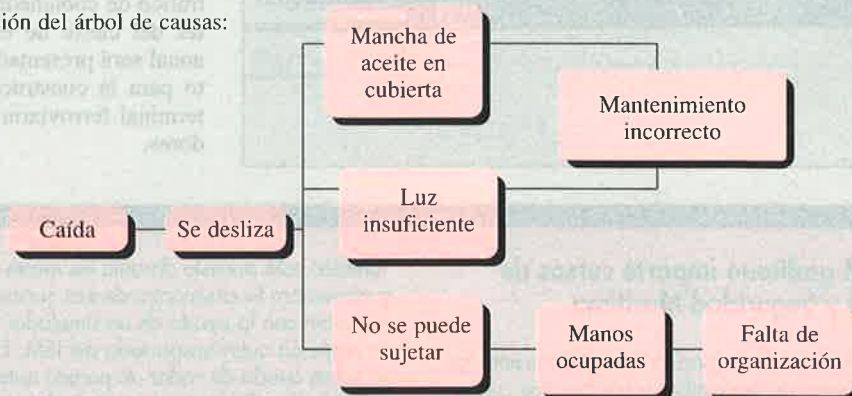 ión del árbol de causas:
Mancha de
aceite en
cubierta
Mantenimiento
incorrecto
Luz
insuficiente
Caída
Se desliza
No se puede
sujetar
Manos
ocupadas
Falta de
organización